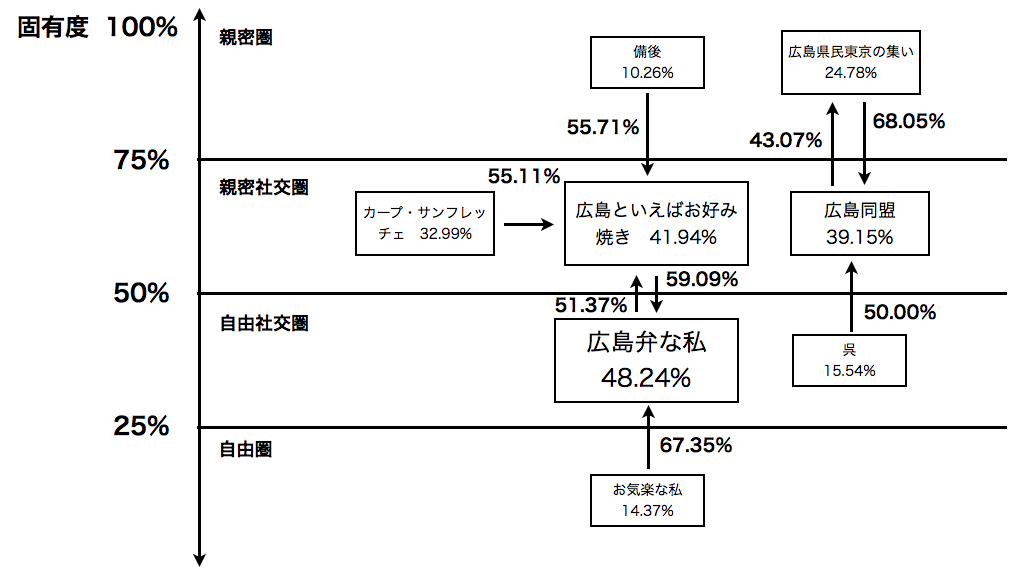 固有度 100%
親密圏
備後
10.26%
広島県民東京の集い
24.78%
55.71%
43.07%
68.05%
75%
親密社交圏
55.11%
カープ・サンフレッ
チェ 32.99%
広島といえばお好み
焼き 41.94%
広島同盟
39.15%
50%
51.37%
59.09%
自由社交圏
50.00%
広島弁な私
48.24%
呉
15.54%
25%
自由圏
67.35%
お気楽な私
14.37%